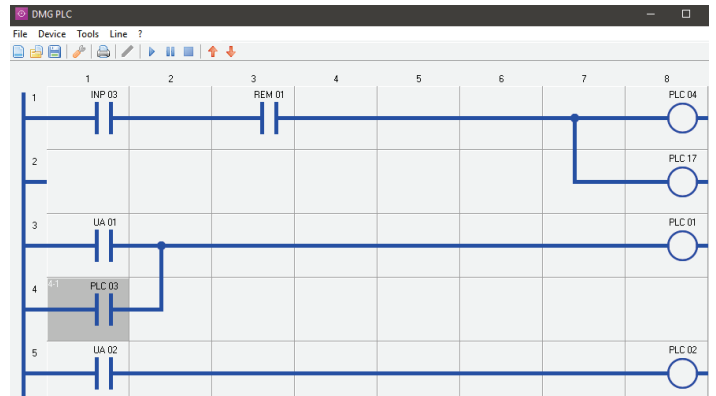 DMG PLC
File Device Tools Line ?
1 2 3 4 5 6 7 8
1 INP 03 REM 01 PLC 04
2 PLC 17
3 UA 01 PLC 01
4 4-1 PLC 03
5 UA 02 PLC 02